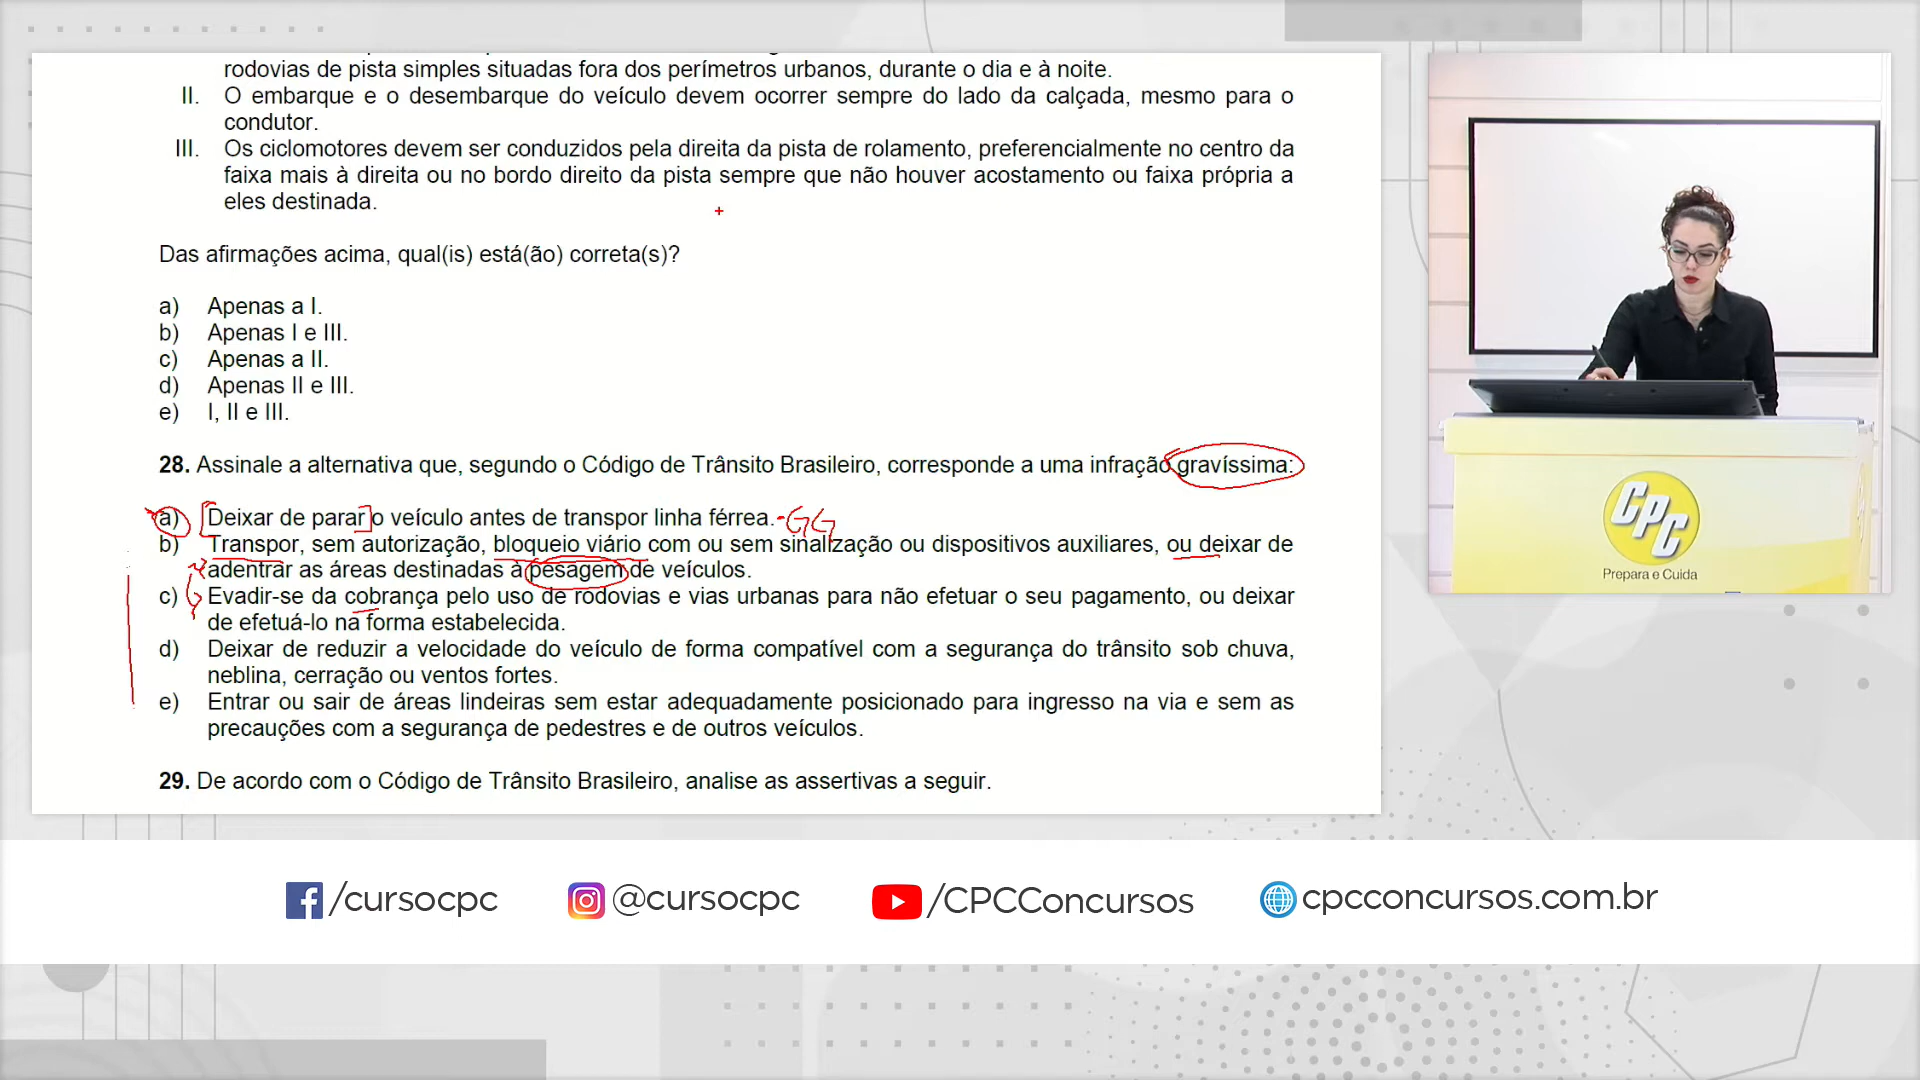 rodovias de pista simples situadas fora dos perímetros urbanos, durante o dia e à noite.
II. O embarque e o desembarque do veículo devem ocorrer sempre do lado da calçada, mesmo para o
condutor.
III. Os ciclomotores devem ser conduzidos pela direita da pista de rolamento, preferencialmente no centro da
faixa mais à direita ou no bordo direito da pista sempre que não houver acostamento ou faixa própria a
eles destinada.
Das afirmações acima, qual(is) está(ão) correta(s)?
a) Apenas a I.
b) Apenas I e III.
c) Apenas a II.
d) Apenas II e III.
e) I, II e III.
28. Assinale a alternativa que, segundo o Código de Trânsito Brasileiro, corresponde a uma infração gravíssima:
a) Deixar de parar o veículo antes de transpor linha férrea. - GG
b) Transpor, sem autorização, bloqueio viário com ou sem sinalização ou dispositivos auxiliares, ou deixar de
adentrar as áreas destinadas à pesagem de veículos.
c) G Evadir-se da cobrança pelo uso de rodovias e vias urbanas para não efetuar o seu pagamento, ou deixar
de efetuá-lo na forma estabelecida.
d) Deixar de reduzir a velocidade do veículo de forma compatível com a segurança do trânsito sob chuva,
neblina, cerração ou ventos fortes.
e) Entrar ou sair de áreas lindeiras sem estar adequadamente posicionado para ingresso na via e sem as
precauções com a segurança de pedestres e de outros veículos.
29. De acordo com o Código de Trânsito Brasileiro, analise as assertivas a seguir.
CPC
Prepara e Cuida
/cursocpc
@cursocpc
/CPCConcursos
cpcconcursos.com.br